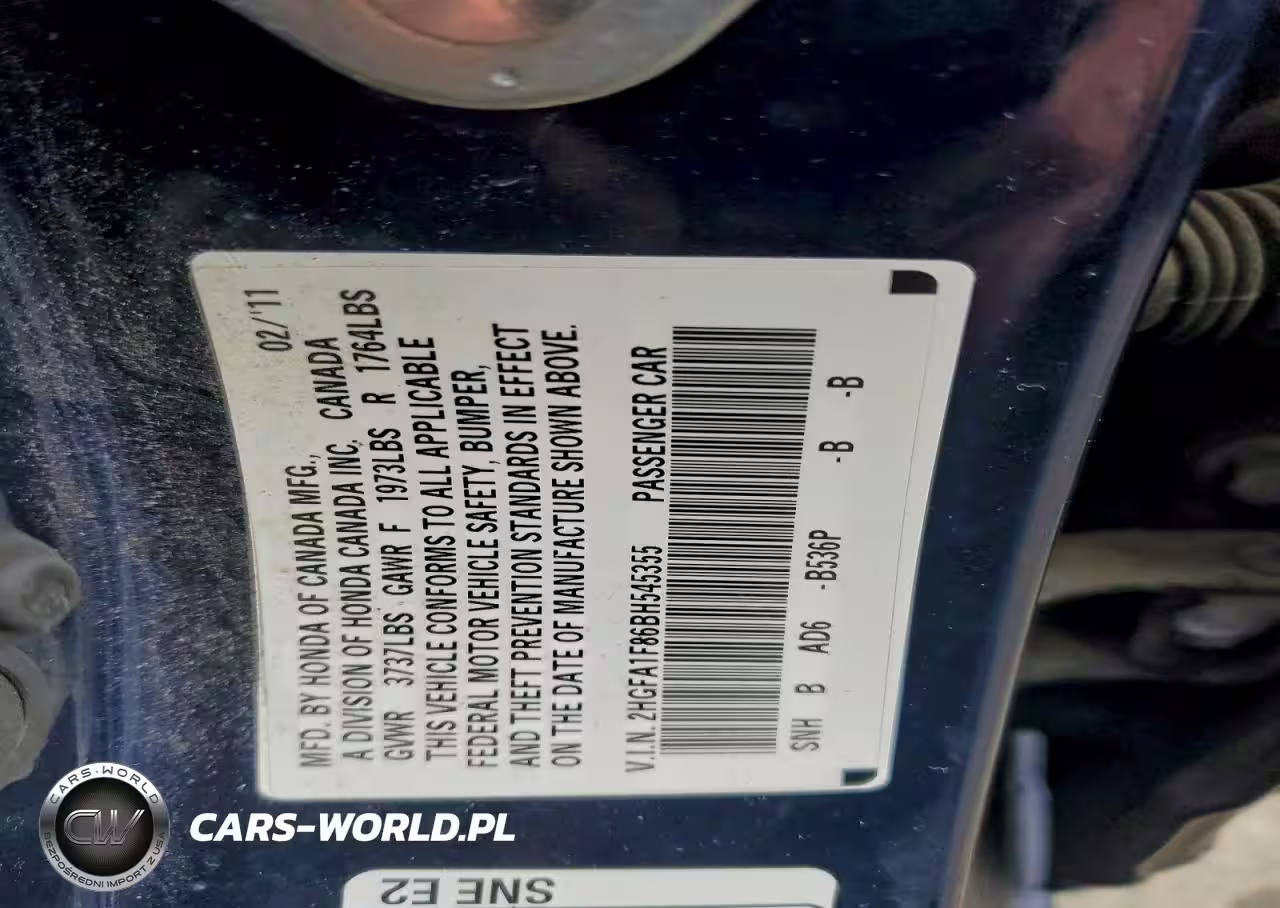 02/'11
MFD. BY HONDA OF CANADA MFG.,
A DIVISION OF HONDA CANADA INC, CANADA
GVWR 3737LBS GAWR F 1973LBS R 1764LBS
THIS VEHICLE CONFORMS TO ALL APPLICABLE
FEDERAL MOTOR VEHICLE SAFETY, BUMPER,
AND THEFT PREVENTION STANDARDS IN EFFECT
ON THE DATE OF MANUFACTURE SHOWN ABOVE.
V.I.N. 2HGFA1F86BH545355 PASSENGER CAR
SNH B AD6 -B536P -B -B
SNE E2
CARS-WORLD
CW
BEZPOŚREDNI IMPORT Z USA
CARS-WORLD.PL